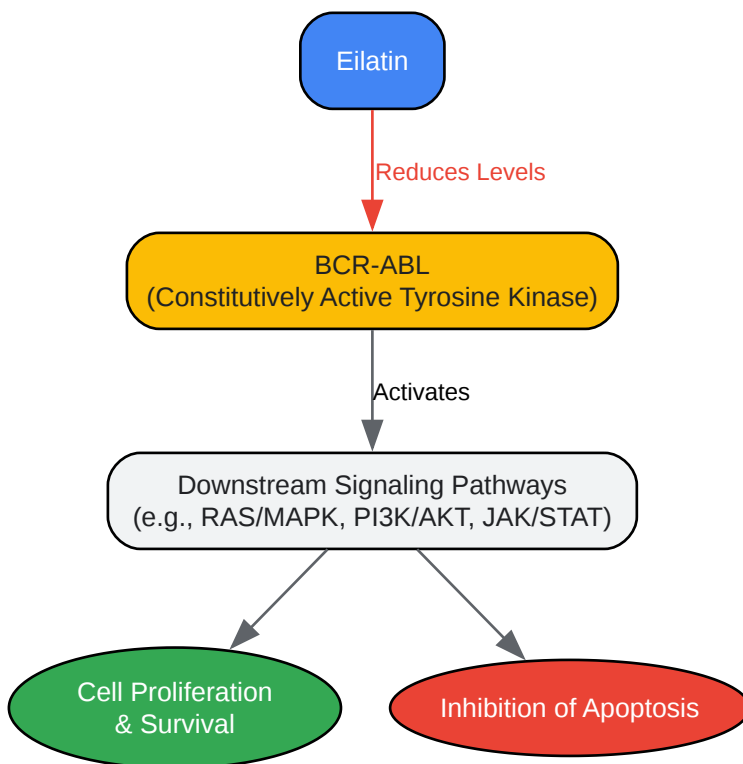 Eilatin
Reduces Levels
BCR-ABL
(Constitutively Active Tyrosine Kinase)
Activates
Downstream Signaling Pathways
(e.g., RAS/MAPK, PI3K/AKT, JAK/STAT)
Cell Proliferation
& Survival
Inhibition of Apoptosis